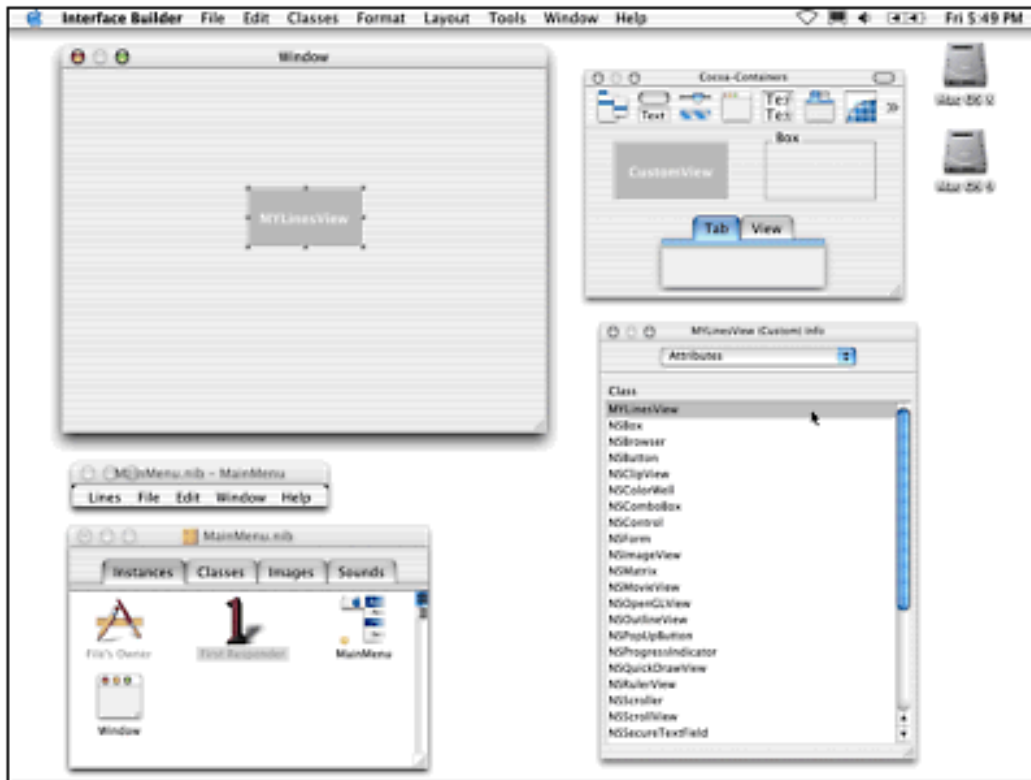 Interface Builder File Edit Classes Format Layout Tools Window Help Fri 5:49 PM
Window
MYLinesView
Cocoa-Containers
Text
CustomView
Box
Tab View
MYLinesView (Custom) Info
Attributes
Class
MYLinesView
NSBox
NSBrowser
NSButton
NSClipView
NSColorWell
NSComboBox
NSControl
NSForm
NSImageView
NSMatrix
NSMovieView
NSOpenGLView
NSOutlineView
NSPopUpButton
NSProgressIndicator
NSQuickDrawView
NSRulerView
NSScroller
NSScrollView
NSSecureTextField
MainMenu.nib - MainMenu
Lines File Edit Window Help
MainMenu.nib
Instances Classes Images Sounds
File's Owner First Responder MainMenu
Window